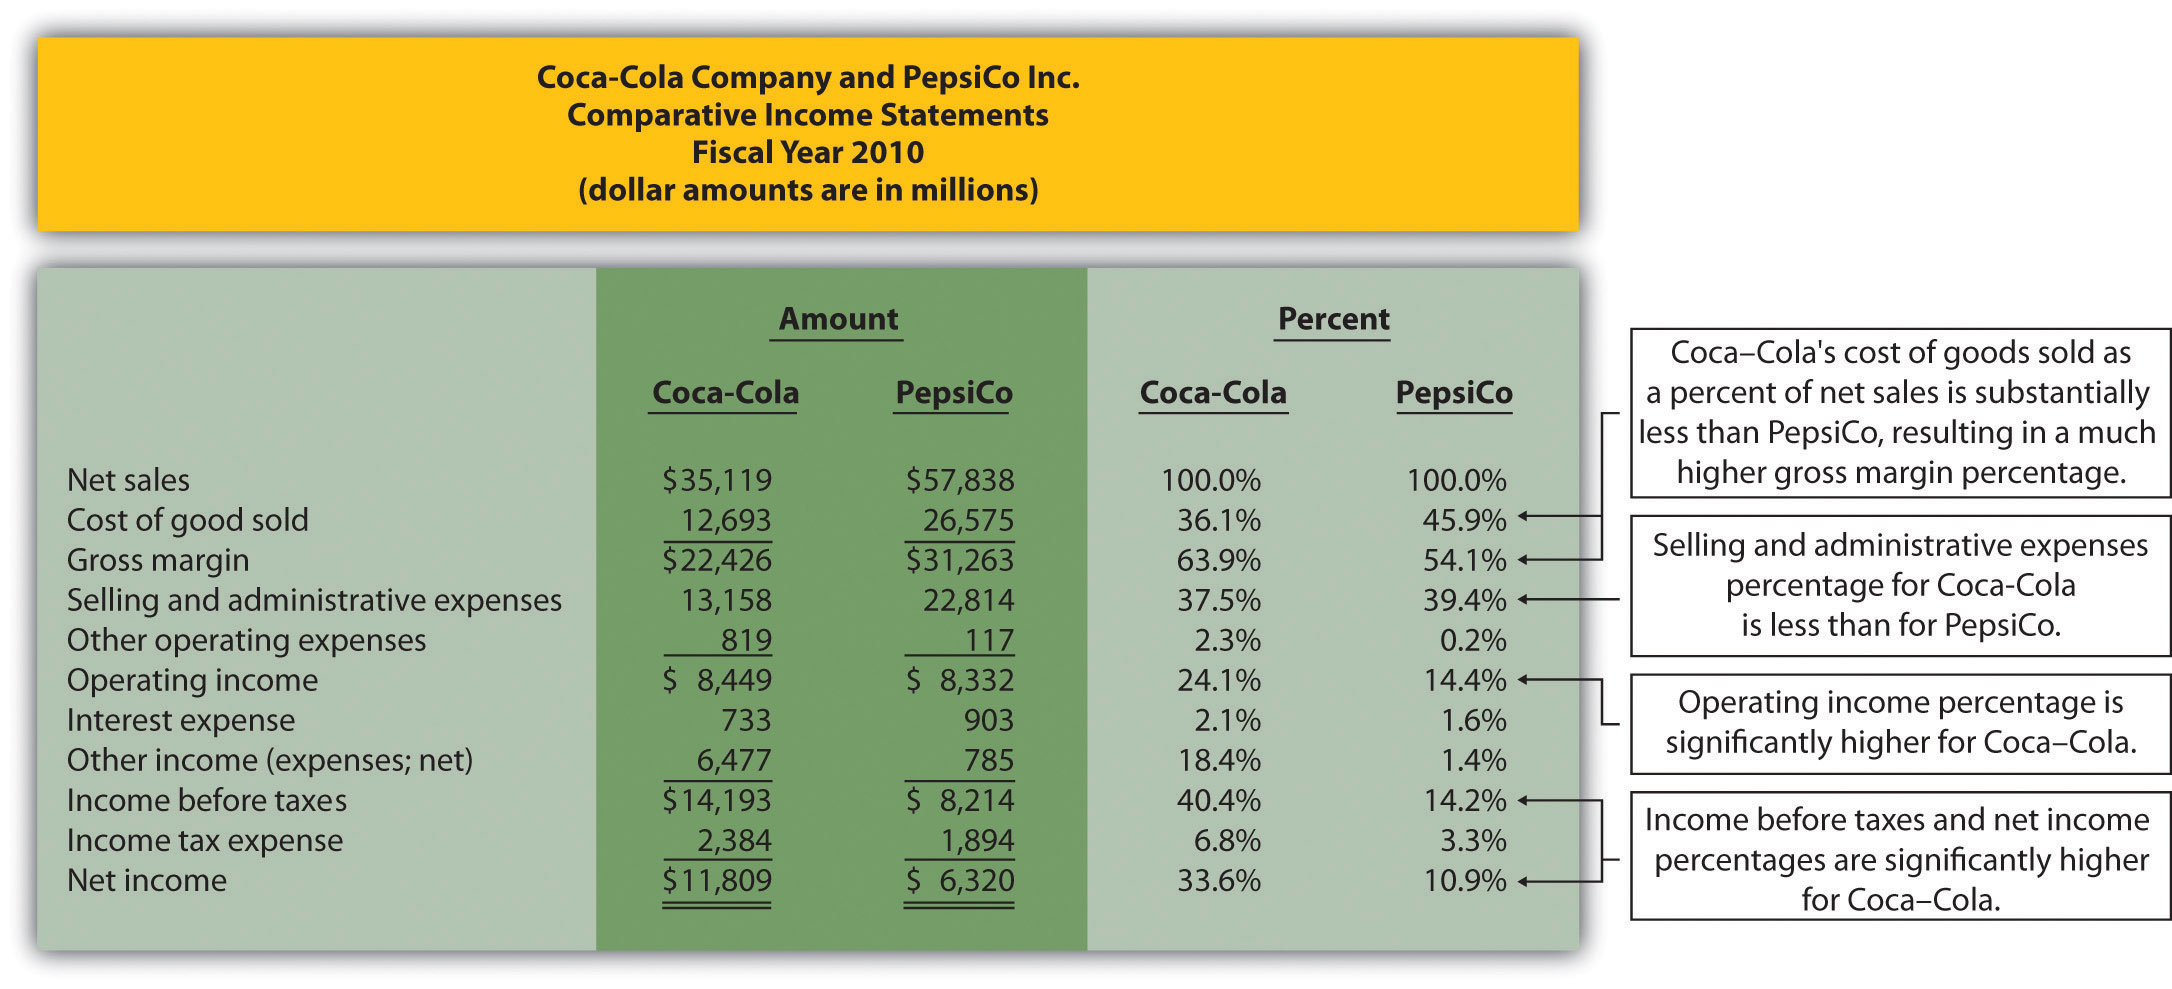 Coca-Cola Company and PepsiCo Inc.
Comparative Income Statements
Fiscal Year 2010
(dollar amounts are in millions)
Amount Percent
Coca-Cola PepsiCo Coca-Cola PepsiCo
Net sales $35,119 $57,838 100.0% 100.0%
Cost of good sold 12,693 26,575 36.1% 45.9%
Gross margin $22,426 $31,263 63.9% 54.1%
Selling and administrative expenses 13,158 22,814 37.5% 39.4%
Other operating expenses 819 117 2.3% 0.2%
Operating income $ 8,449 $ 8,332 24.1% 14.4%
Interest expense 733 903 2.1% 1.6%
Other income (expenses; net) 6,477 785 18.4% 1.4%
Income before taxes $14,193 $ 8,214 40.4% 14.2%
Income tax expense 2,384 1,894 6.8% 3.3%
Net income $11,809 $ 6,320 33.6% 10.9%
Coca–Cola's cost of goods sold as
a percent of net sales is substantially
less than PepsiCo, resulting in a much
higher gross margin percentage.
Selling and administrative expenses
percentage for Coca-Cola
is less than for PepsiCo.
Operating income percentage is
significantly higher for Coca–Cola.
Income before taxes and net income
percentages are significantly higher
for Coca–Cola.